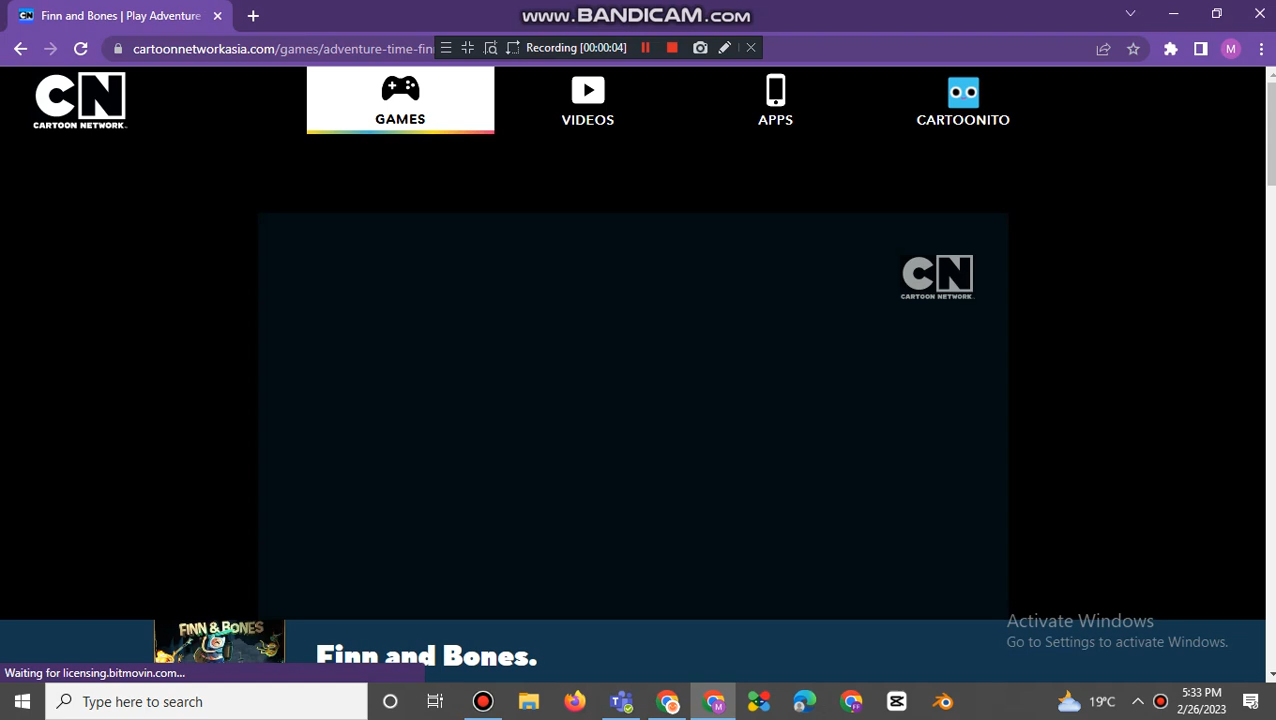 Finn and Bones | Play Adventure
www.BANDICAM.com
cartoonnetworkasia.com/games/adventure-time-fin
Recording [00:00:04]
M
CN
CARTOON NETWORK
GAMES
VIDEOS
APPS
CARTOONITO
CN
CARTOON NETWORK
FINN & BONES
Finn and Bones.
Activate Windows
Go to Settings to activate Windows.
Waiting for licensing.bitmovin.com...
Type here to search
19°C
5:33 PM
2/26/2023